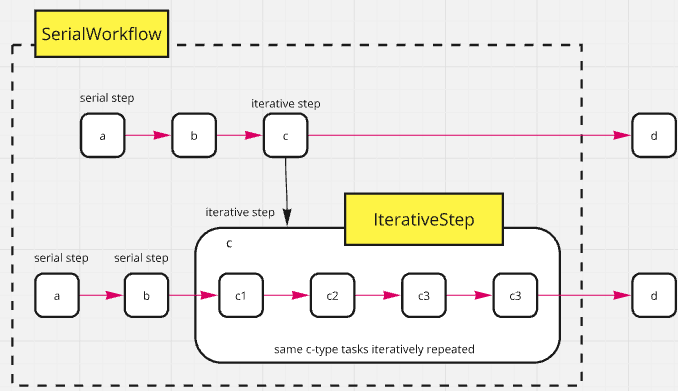 SerialWorkflow
serial step
iterative step
a
b
c
d
iterative step
IterativeStep
serial step
serial step
c
a
b
c1
c2
c3
c3
d
same c-type tasks iteratively repeated